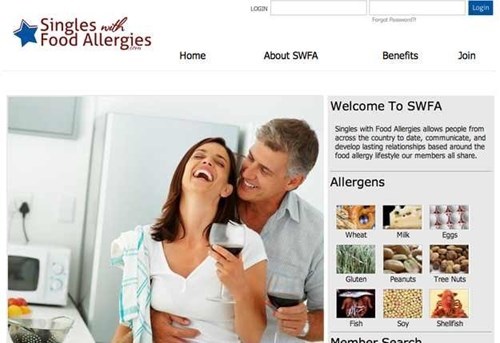 LOGIN
Login
Forgot Password?!
Singles with
Food Allergies
.com
Home
About SWFA
Benefits
Join
Welcome To SWFA
Singles with Food Allergies allows people from
across the country to date, communicate, and
develop lasting relationships based around the
food allergy lifestyle our members all share.
Allergens
Wheat
Milk
Eggs
Gluten
Peanuts
Tree Nuts
Fish
Soy
Shellfish
Member Search